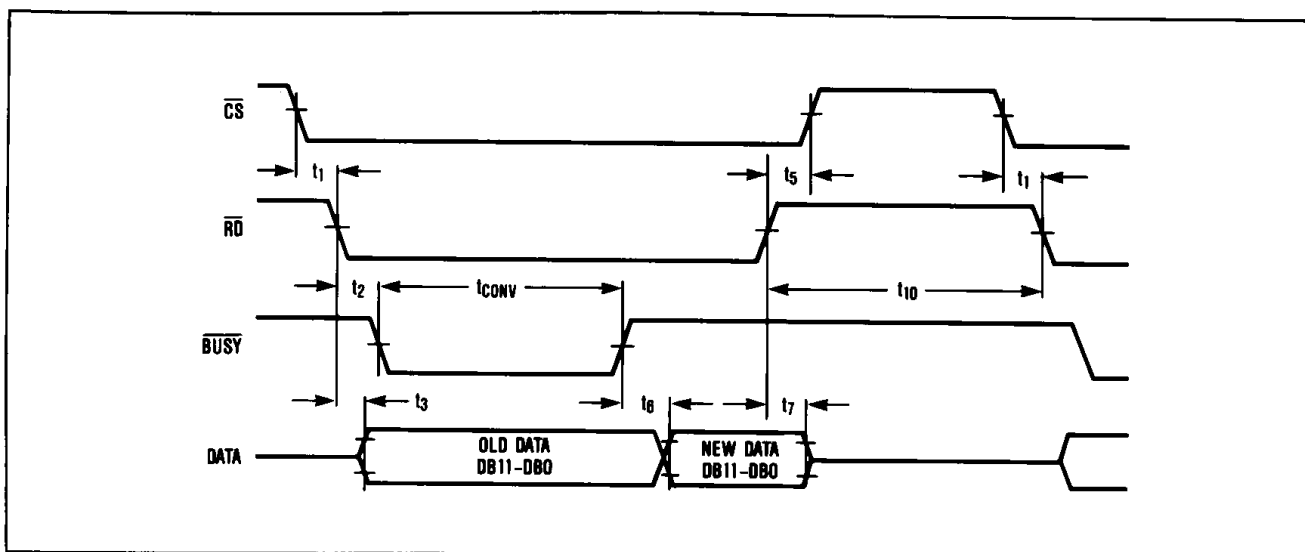 CS
t1
t5
t1
RD
t2
tCONV
t10
BUSY
t3
t6
t7
DATA
OLD DATA
DB11-DB0
NEW DATA
DB11-DB0